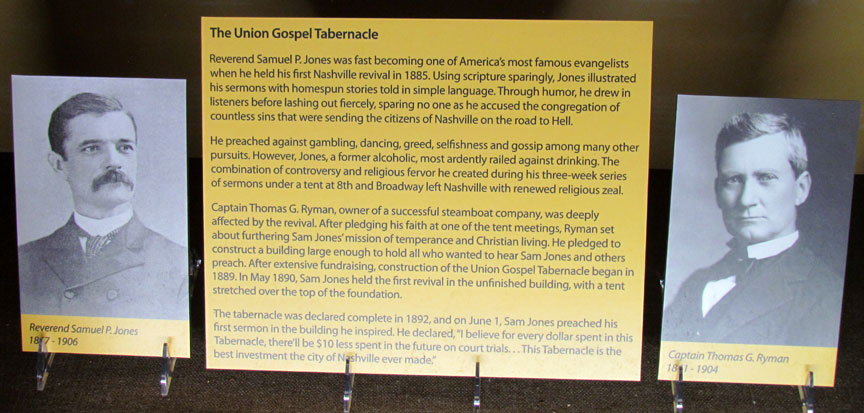 The Union Gospel Tabernacle
Reverend Samuel P. Jones was fast becoming one of America's most famous evangelists
when he held his first Nashville revival in 1885. Using scripture sparingly, Jones illustrated
his sermons with homespun stories told in simple language. Through humor, he drew in
listeners before lashing out fiercely, sparing no one as he accused the congregation of
countless sins that were sending the citizens of Nashville on the road to Hell.
He preached against gambling, dancing, greed, selfishness and gossip among many other
pursuits. However, Jones, a former alcoholic, most ardently railed against drinking. The
combination of controversy and religious fervor he created during his three-week series
of sermons under a tent at 8th and Broadway left Nashville with renewed religious zeal.
Captain Thomas G. Ryman, owner of a successful steamboat company, was deeply
affected by the revival. After pledging his faith at one of the tent meetings, Ryman set
about furthering Sam Jones' mission of temperance and Christian living. He pledged to
construct a building large enough to hold all who wanted to hear Sam Jones and others
preach. After extensive fundraising, construction of the Union Gospel Tabernacle began in
1889. In May 1890, Sam Jones held the first revival in the unfinished building, with a tent
stretched over the top of the foundation.
The tabernacle was declared complete in 1892, and on June 1, Sam Jones preached his
first sermon in the building he inspired. He declared, "I believe for every dollar spent in this
Tabernacle, there'll be $10 less spent in the future on court trials. . . This Tabernacle is the
best investment the city of Nashville ever made."
Reverend Samuel P. Jones
- 1906
Captain Thomas G. Ryman
- 1904